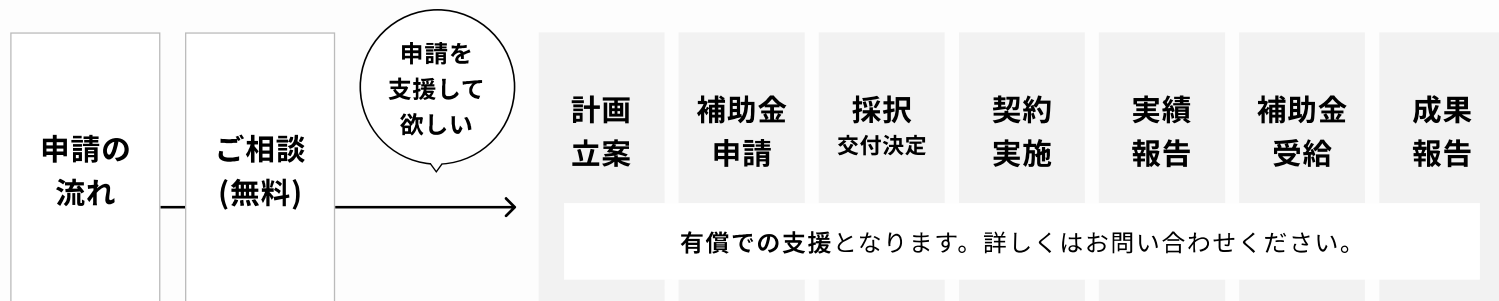 申請の
流れ
ご相談
(無料)
申請を
支援して
欲しい
計画
立案
補助金
申請
採択
交付決定
契約
実施
実績
報告
補助金
受給
成果
報告
有償での支援となります。詳しくはお問い合わせください。